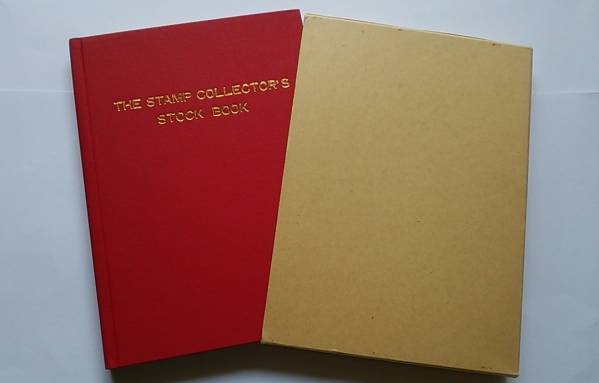 THE STAMP COLLECTOR'S
STOCK BOOK